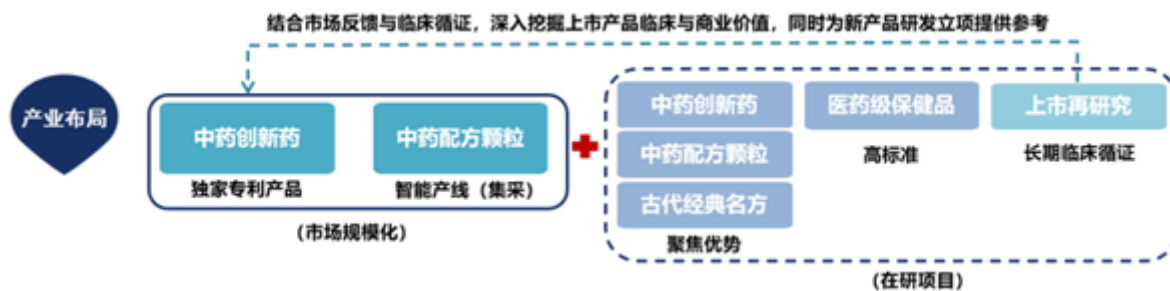 结合市场反馈与临床循证，深入挖掘上市产品临床与商业价值，同时为新产品研发立项提供参考
产业布局
中药创新药
中药配方颗粒
独家专利产品
智能产线（集采）
（市场规模化）
中药创新药
医药级保健品
上市再研究
中药配方颗粒
高标准
长期临床循证
古代经典名方
聚焦优势
（在研项目）